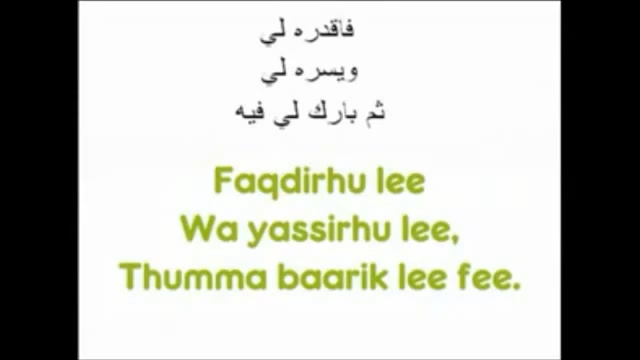 فاقدره لي
ويسره لي
ثم بارك لي فيه
Faqdirhu lee
Wa yassirhu lee,
Thumma baarik lee fee.